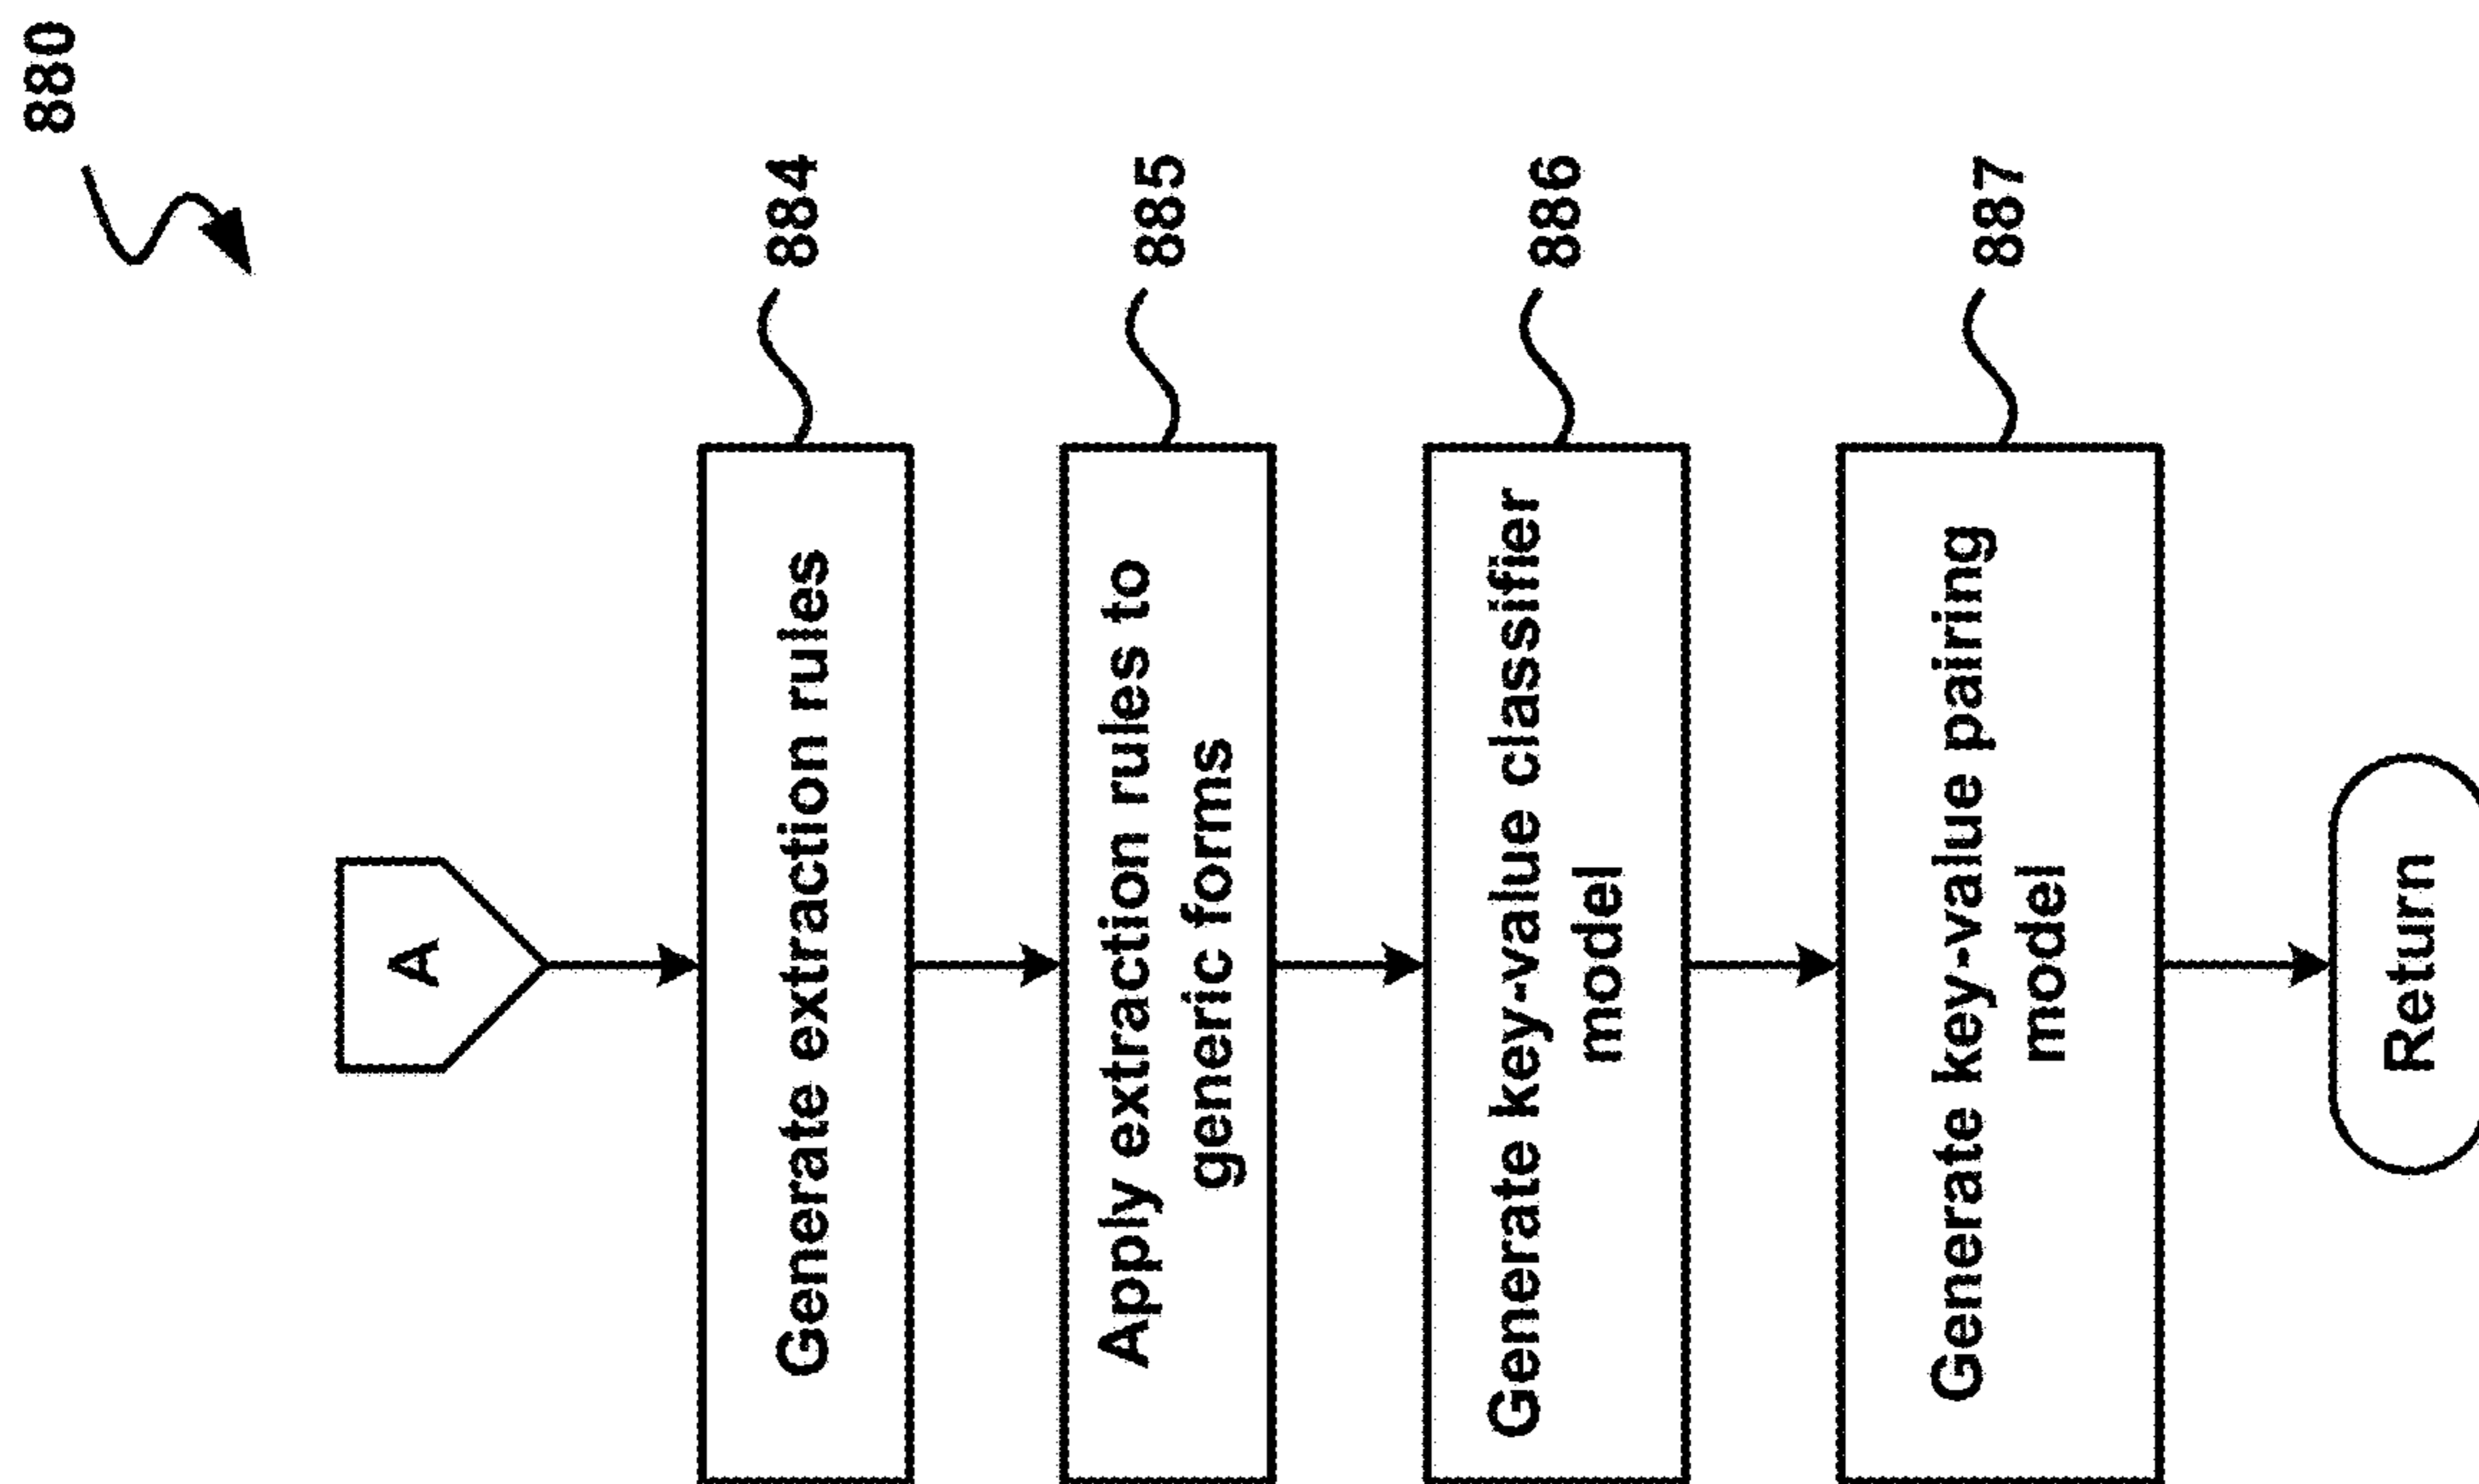 880
A
Generate extraction rules
884
Apply extraction rules to
generic forms
885
Generate key-value classifier
model
886
Generate key-value pairing
model
887
Return